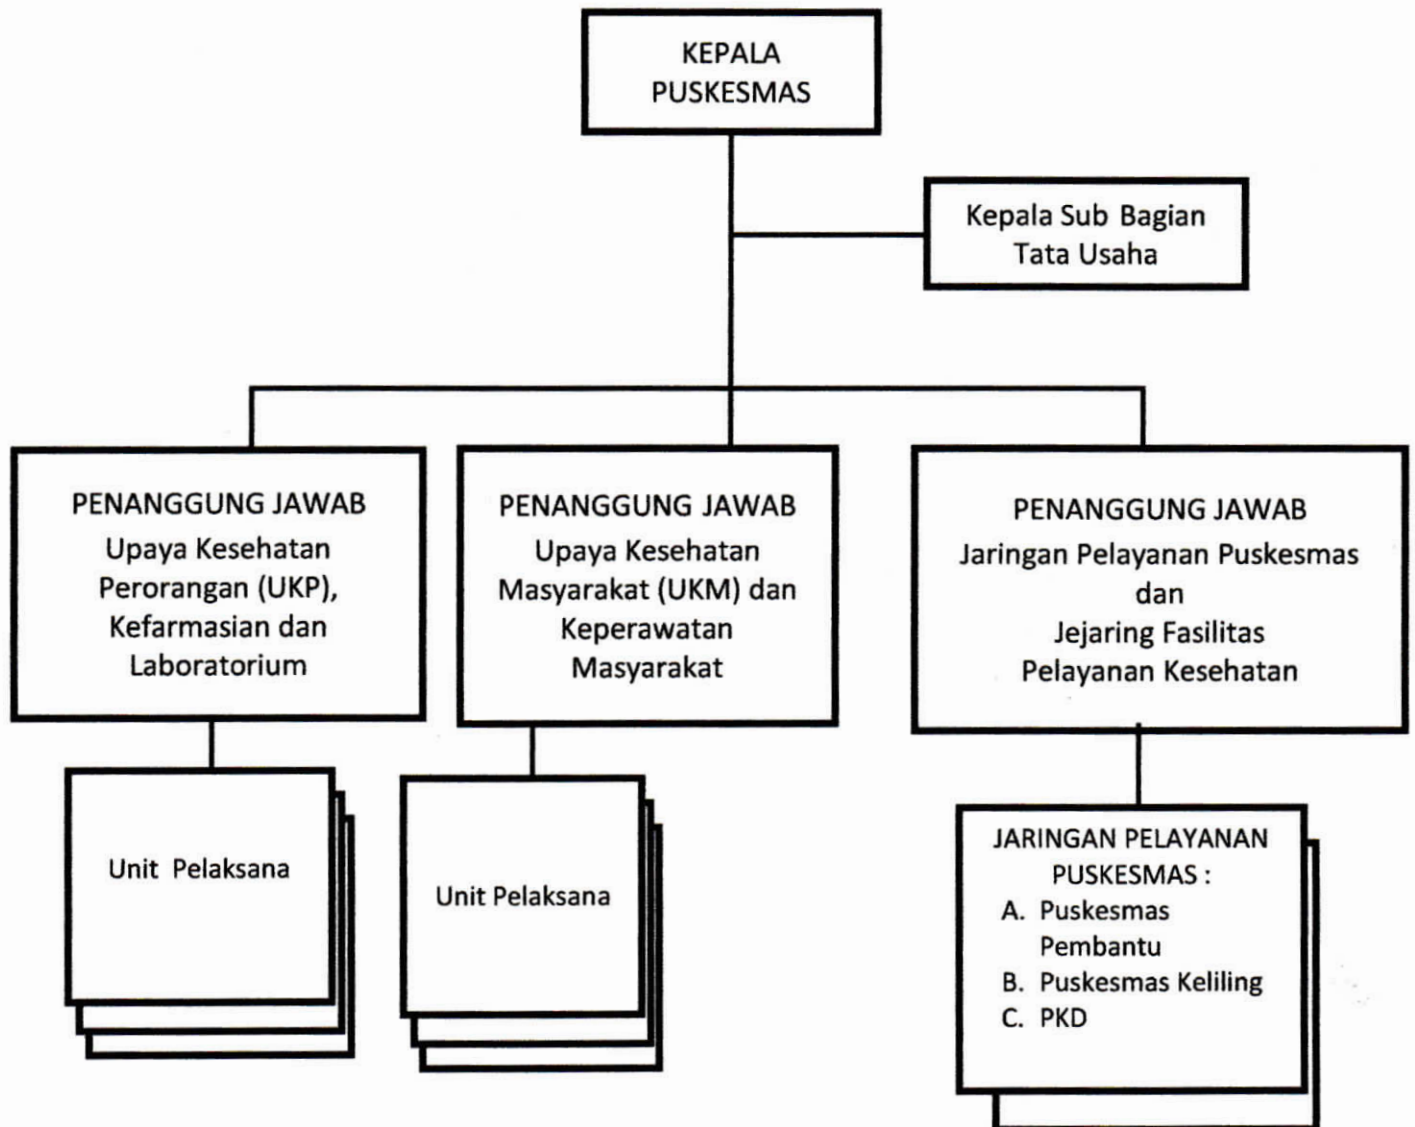 KEPALA
PUSKESMAS
Kepala Sub Bagian
Tata Usaha
PENANGGUNG JAWAB
Upaya Kesehatan
Perorangan (UKP),
Kefarmasian dan
Laboratorium
PENANGGUNG JAWAB
Upaya Kesehatan
Masyarakat (UKM) dan
Keperawatan
Masyarakat
PENANGGUNG JAWAB
Jaringan Pelayanan Puskesmas
dan
Jejaring Fasilitas
Pelayanan Kesehatan
Unit Pelaksana
Unit Pelaksana
JARINGAN PELAYANAN
PUSKESMAS :
A. Puskesmas
Pembantu
B. Puskesmas Keliling
C. PKD